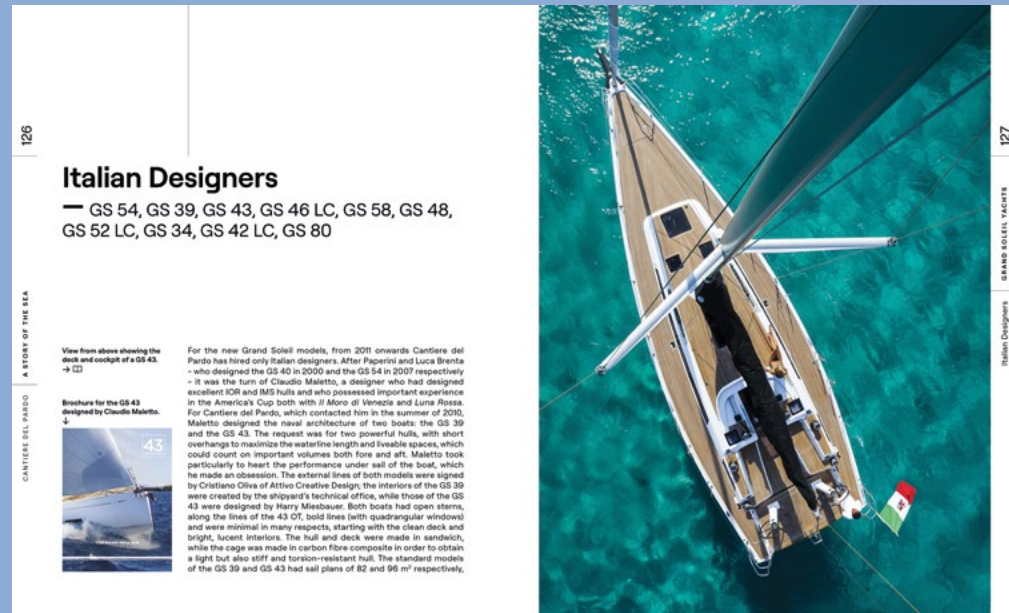 126
Italian Designers
— GS 54, GS 39, GS 43, GS 46 LC, GS 58, GS 48,
GS 52 LC, GS 34, GS 42 LC, GS 80
A STORY OF THE SEA
CANTIERE DEL PARDO
View from above showing the
deck and cockpit of a GS 43.
→
Brochure for the GS 43
designed by Claudio Maletto.
↓
43
For the new Grand Soleil models, from 2011 onwards Cantiere del
Pardo has hired only Italian designers. After Paperini and Luca Brenta
- who designed the GS 40 in 2000 and the GS 54 in 2007 respectively
- it was the turn of Claudio Maletto, a designer who had designed
excellent IOR and IMS hulls and who possessed important experience
in the America's Cup both with Il Moro di Venezia and Luna Rossa.
For Cantiere del Pardo, which contacted him in the summer of 2010,
Maletto designed the naval architecture of two boats: the GS 39
and the GS 43. The request was for two powerful hulls, with short
overhangs to maximize the waterline length and liveable spaces, which
could count on important volumes both fore and aft. Maletto took
particularly to heart the performance under sail of the boat, which
he made an obsession. The external lines of both models were signed
by Cristiano Oliva of Attivo Creative Design; the interiors of the GS 39
were created by the shipyard's technical office, while those of the GS
43 were designed by Harry Miesbauer. Both boats had open sterns,
along the lines of the 43 OT, bold lines (with quadrangular windows)
and were minimal in many respects, starting with the clean deck and
bright, lucent interiors. The hull and deck were made in sandwich,
while the cage was made in carbon fibre composite in order to obtain
a light but also stiff and torsion-resistant hull. The standard models
of the GS 39 and GS 43 had sail plans of 82 and 96 m² respectively,
127
GRAND SOLEIL YACHTS
Italian Designers